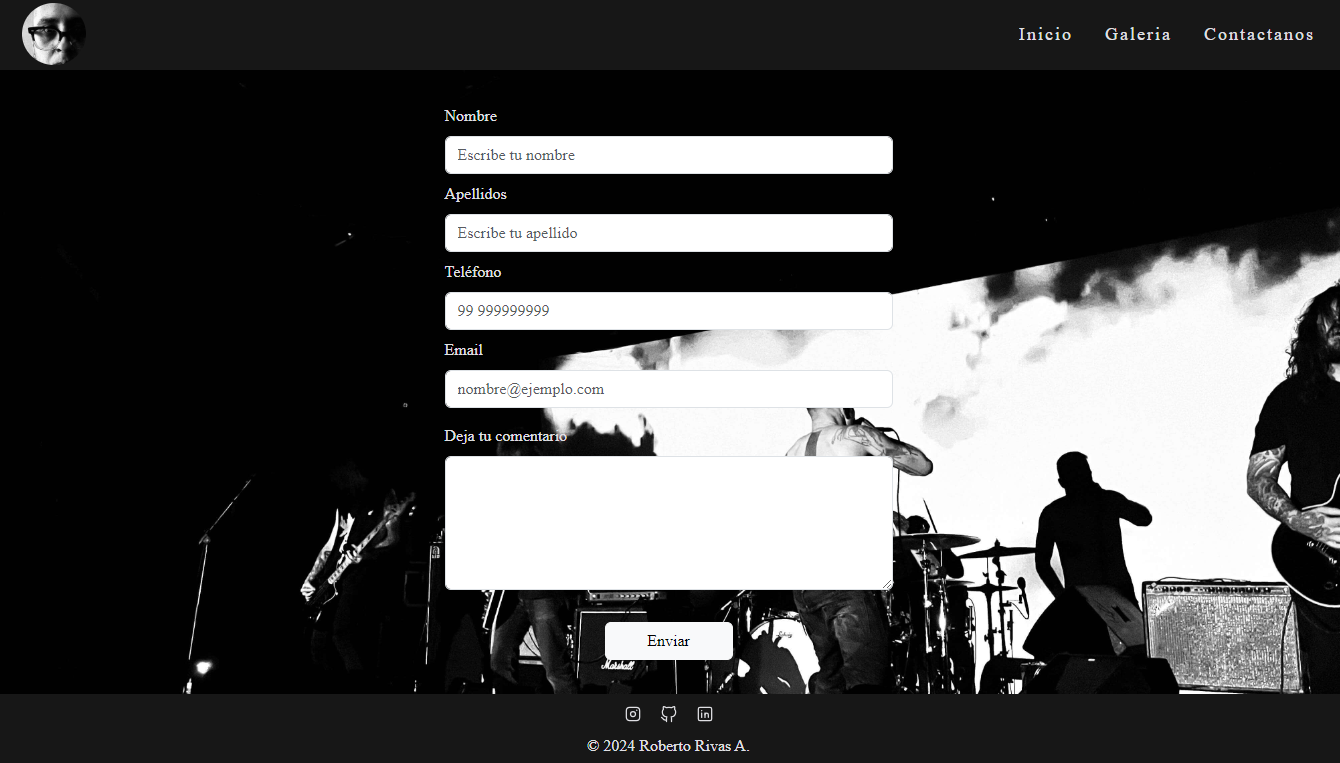 Inicio Galeria Contactanos
Nombre
Escribe tu nombre
Apellidos
Escribe tu apellido
Teléfono
99 999999999
Email
nombre@ejemplo.com
Deja tu comentario
Enviar
Marshall
© 2024 Roberto Rivas A.